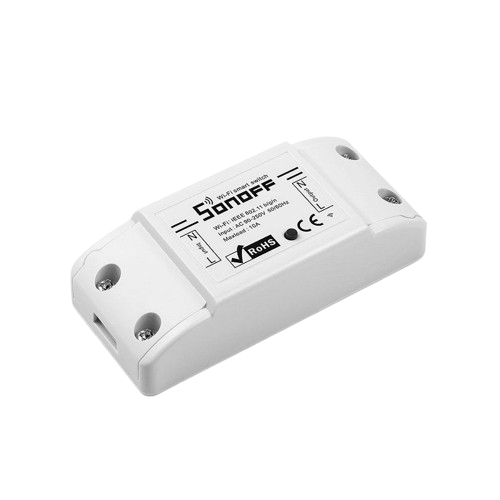 Wi-Fi smart switch
SONOFF
Wi-Fi: IEEE 802.11 b/g/n
Input: AC 90-250V 50/60Hz
Maxload: 10A
N
Input
L
N
Output
L
RoHS
CE